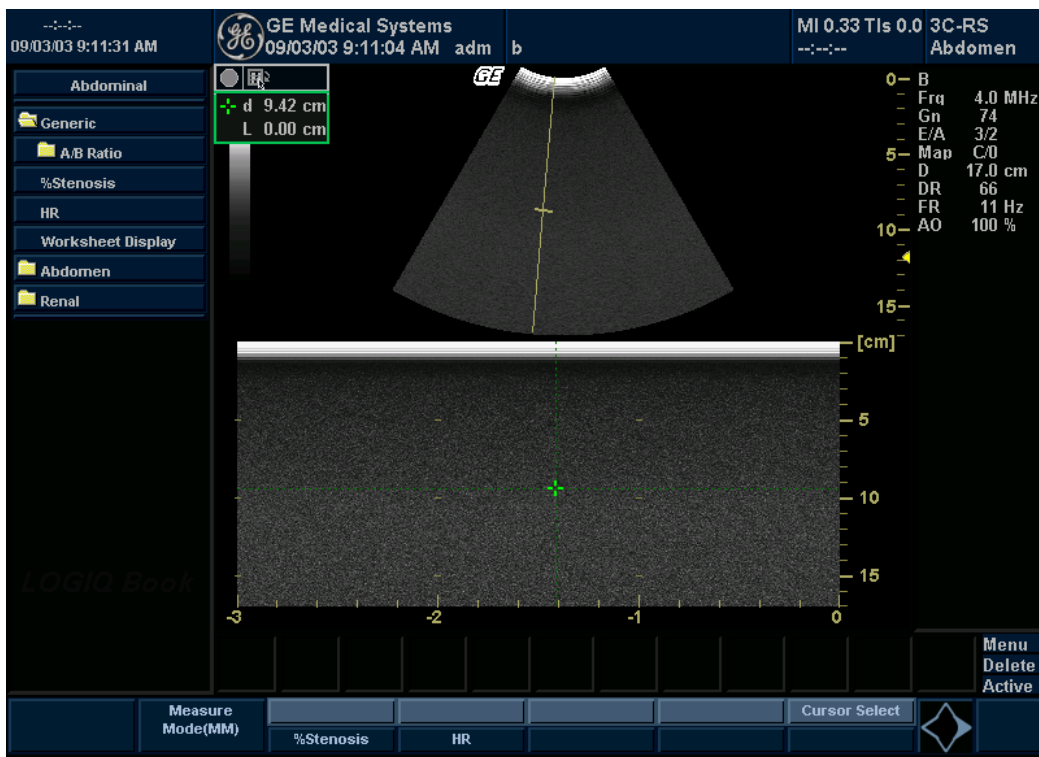 --:--:--
09/03/03 9:11:31 AM
GE Medical Systems
09/03/03 9:11:04 AM adm b
MI 0.33 TIs 0.0
--:--:--
3C-RS
Abdomen
Abdominal
Generic
A/B Ratio
%Stenosis
HR
Worksheet Display
Abdomen
Renal
d 9.42 cm
L 0.00 cm
GE
0
5
10
15
B
Frq 4.0 MHz
Gn 74
E/A 3/2
Map C/0
D 17.0 cm
DR 66
FR 11 Hz
AO 100 %
[cm]
5
10
15
-3 -2 -1 0
LOGIQ Book
Menu
Delete
Active
Measure
Mode(MM)
Cursor Select
%Stenosis HR